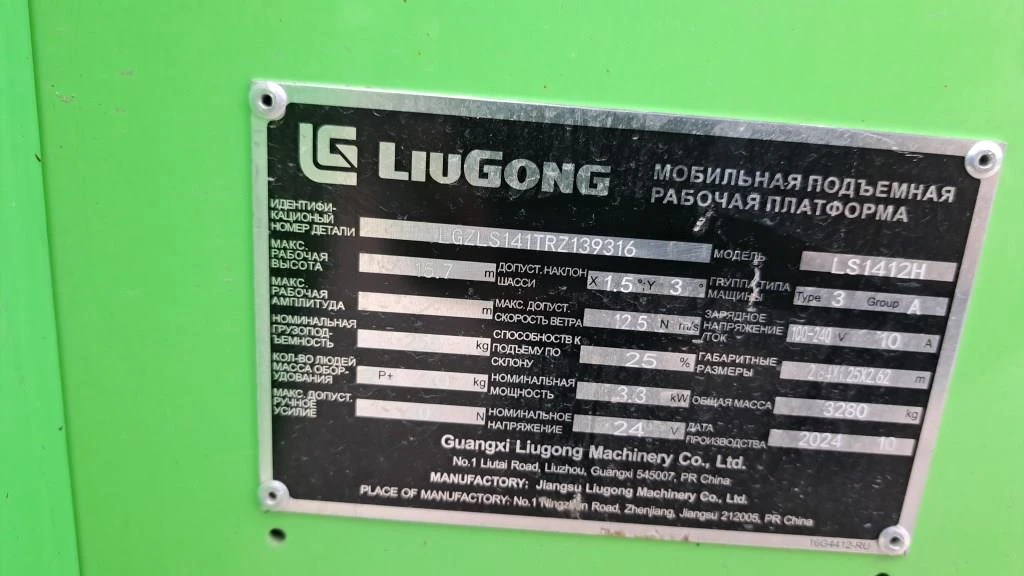 LG LIUGONG
МОБИЛЬНАЯ ПОДЪЕМНАЯ
РАБОЧАЯ ПЛАТФОРМА
ИДЕНТИФИ-
КАЦИОНЫЙ
НОМЕР ДЕТАЛИ LGZLS141TRZ139316
МОДЕЛЬ LS1412H
МАКС.
РАБОЧАЯ
ВЫСОТА 15.7 m
ДОПУСТ. НАКЛОН
ШАССИ X 1.5 °; Y 3 °
ГРУППА/ТИПА
МАШИНЫ Type 3 Group A
МАКС.
РАБОЧАЯ
АМПЛИТУДА m
МАКС. ДОПУСТ.
СКОРОСТЬ ВЕТРА 12.5 N m/s
ЗАРЯДНОЕ
НАПРЯЖЕНИЕ
/ТОК 100-240 V 10 A
НОМИНАЛЬНАЯ
ГРУЗОПОД-
ЪЕМНОСТЬ kg
СПОСОБНОСТЬ К
ПОДЪЕМУ ПО
СКЛОНУ 25 %
ГАБАРИТНЫЕ
РАЗМЕРЫ m
КОЛ-ВО ЛЮДЕЙ
МАССА ОБОР-
УДОВАНИЯ P+ kg
НОМИНАЛЬНАЯ
МОЩНОСТЬ 3.3 kW
ОБЩАЯ МАССА 3280 kg
МАКС. ДОПУСТ.
РУЧНОЕ
УСИЛИЕ N
НОМИНАЛЬНОЕ
НАПРЯЖЕНИЕ 24 V
ДАТА
ПРОИЗВОДСТВА 2024 10
Guangxi Liugong Machinery Co., Ltd.
No.1 Liutai Road, Liuzhou, Guangxi 545007, PR China
MANUFACTORY: Jiangsu Liugong Machinery Co., Ltd.
PLACE OF MANUFACTORY: No.1 Road, Zhenjiang, Jiangsu 212005, PR China
16G4412-RU